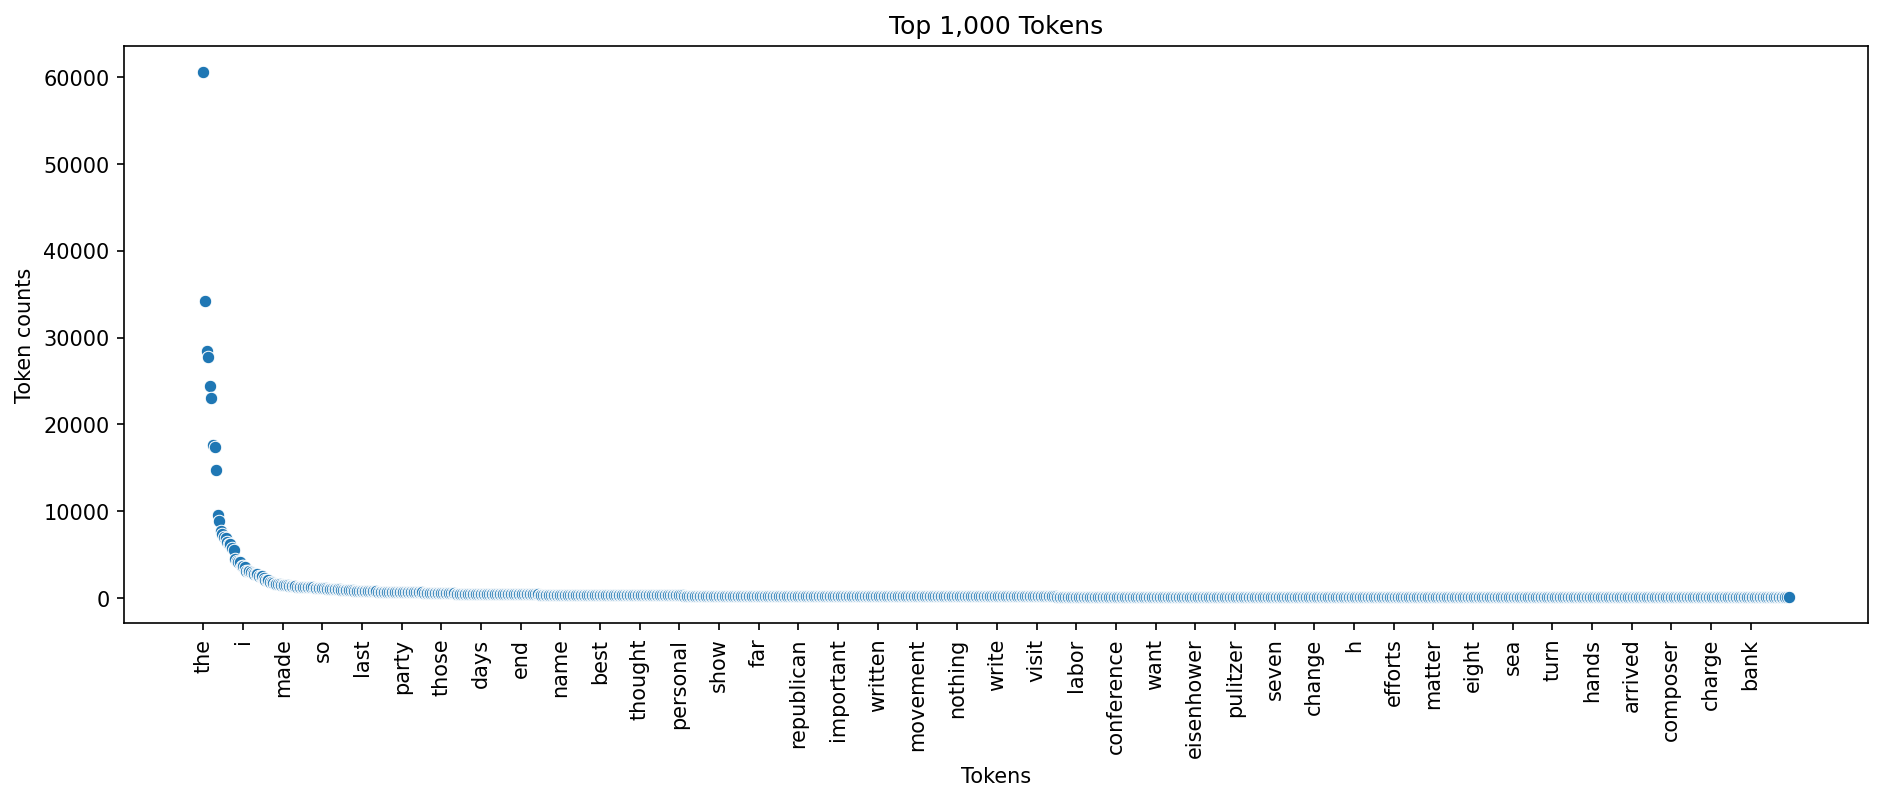 Top 1,000 Tokens
Token counts
60000
50000
40000
30000
20000
10000
0
the
i
made
so
last
party
those
days
end
name
best
thought
personal
show
far
republican
important
written
movement
nothing
write
visit
labor
conference
want
eisenhower
pulitzer
seven
change
h
efforts
matter
eight
sea
turn
hands
arrived
composer
charge
bank
Tokens